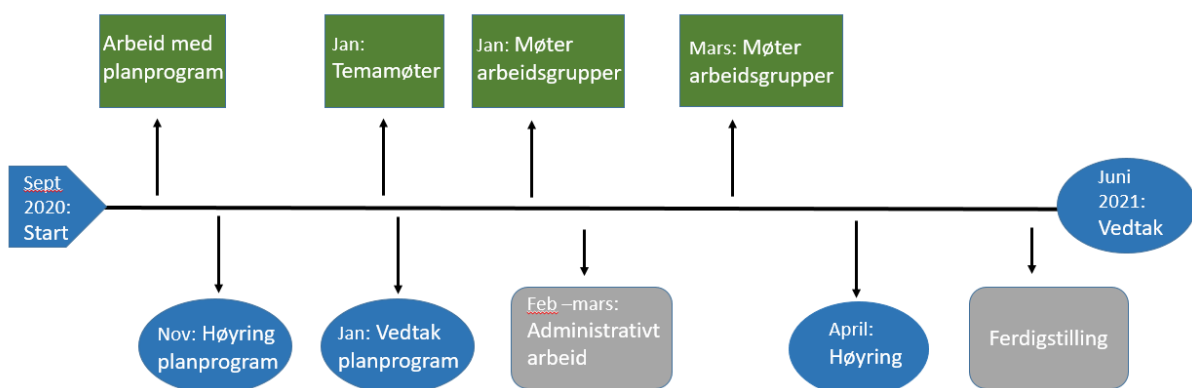 Arbeid med
planprogram
Jan:
Temamøter
Jan: Møter
arbeidsgrupper
Mars: Møter
arbeidsgrupper
Sept
2020:
Start
Juni
2021:
Vedtak
Nov: Høyring
planprogram
Jan: Vedtak
planprogram
Feb –mars:
Administrativt
arbeid
April:
Høyring
Ferdigstilling